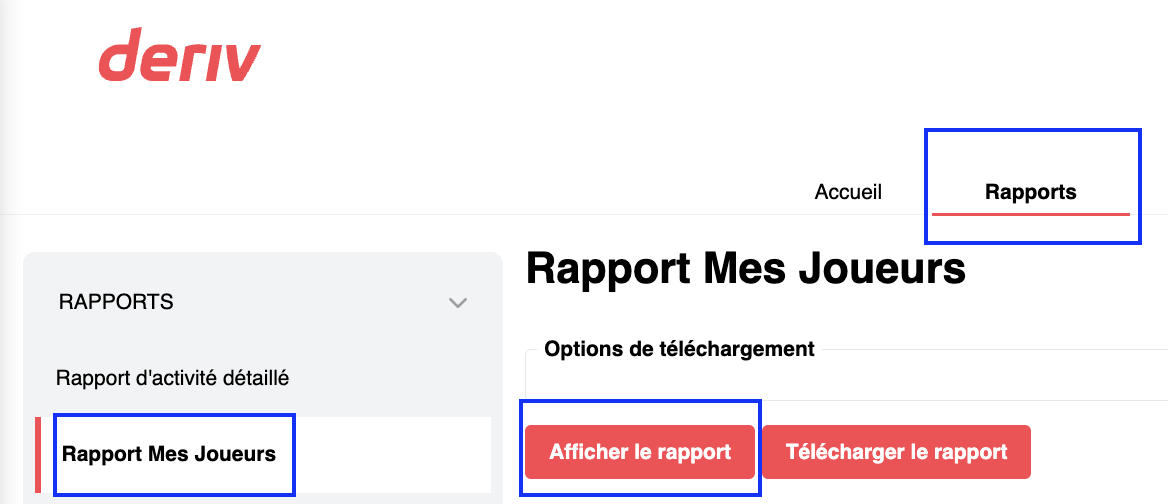 deriv
Accueil
Rapports
RAPPORTS
Rapport d'activité détaillé
Rapport Mes Joueurs
Rapport Mes Joueurs
Options de téléchargement
Afficher le rapport
Télécharger le rapport